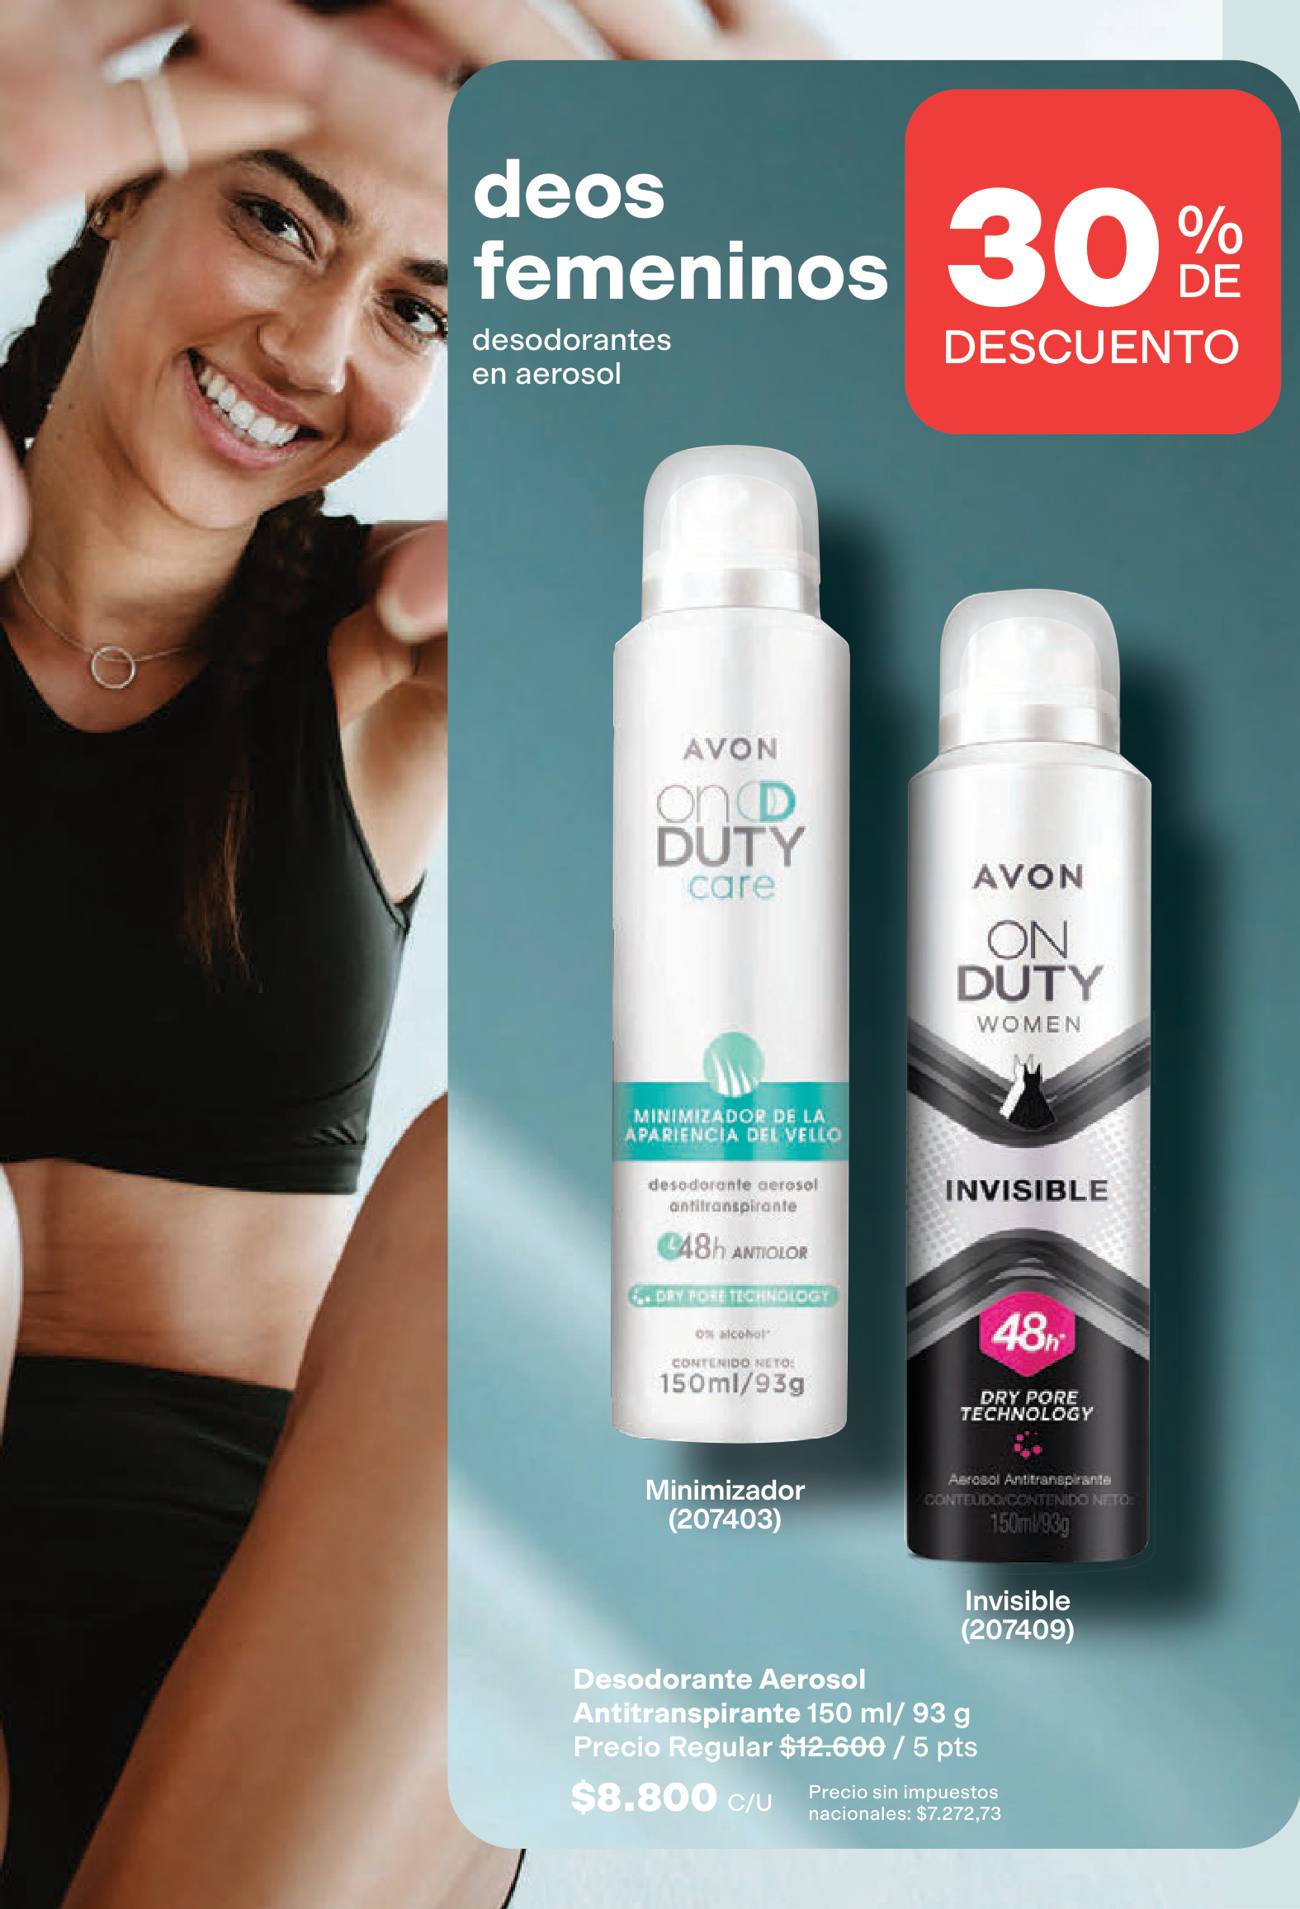 deos
femeninos
desodorantes
en aerosol
30 %
DE
DESCUENTO
AVON
on D
DUTY
care
MINIMIZADOR DE LA
APARIENCIA DEL VELLO
desodorante aerosol
antitranspirante
48h ANTIOLOR
DRY PORE TECHNOLOGY
0% alcohol*
CONTENIDO NETO:
150ml/93g
AVON
ON
DUTY
WOMEN
INVISIBLE
48h*
DRY PORE
TECHNOLOGY
Aerosol Antitranspirante
CONTEÚDO/CONTENIDO NETO:
150ml/93g
Minimizador
(207403)
Invisible
(207409)
Desodorante Aerosol
Antitranspirante 150 ml/ 93 g
Precio Regular $12.600 / 5 pts
$8.800 C/U
Precio sin impuestos
nacionales: $7.272,73